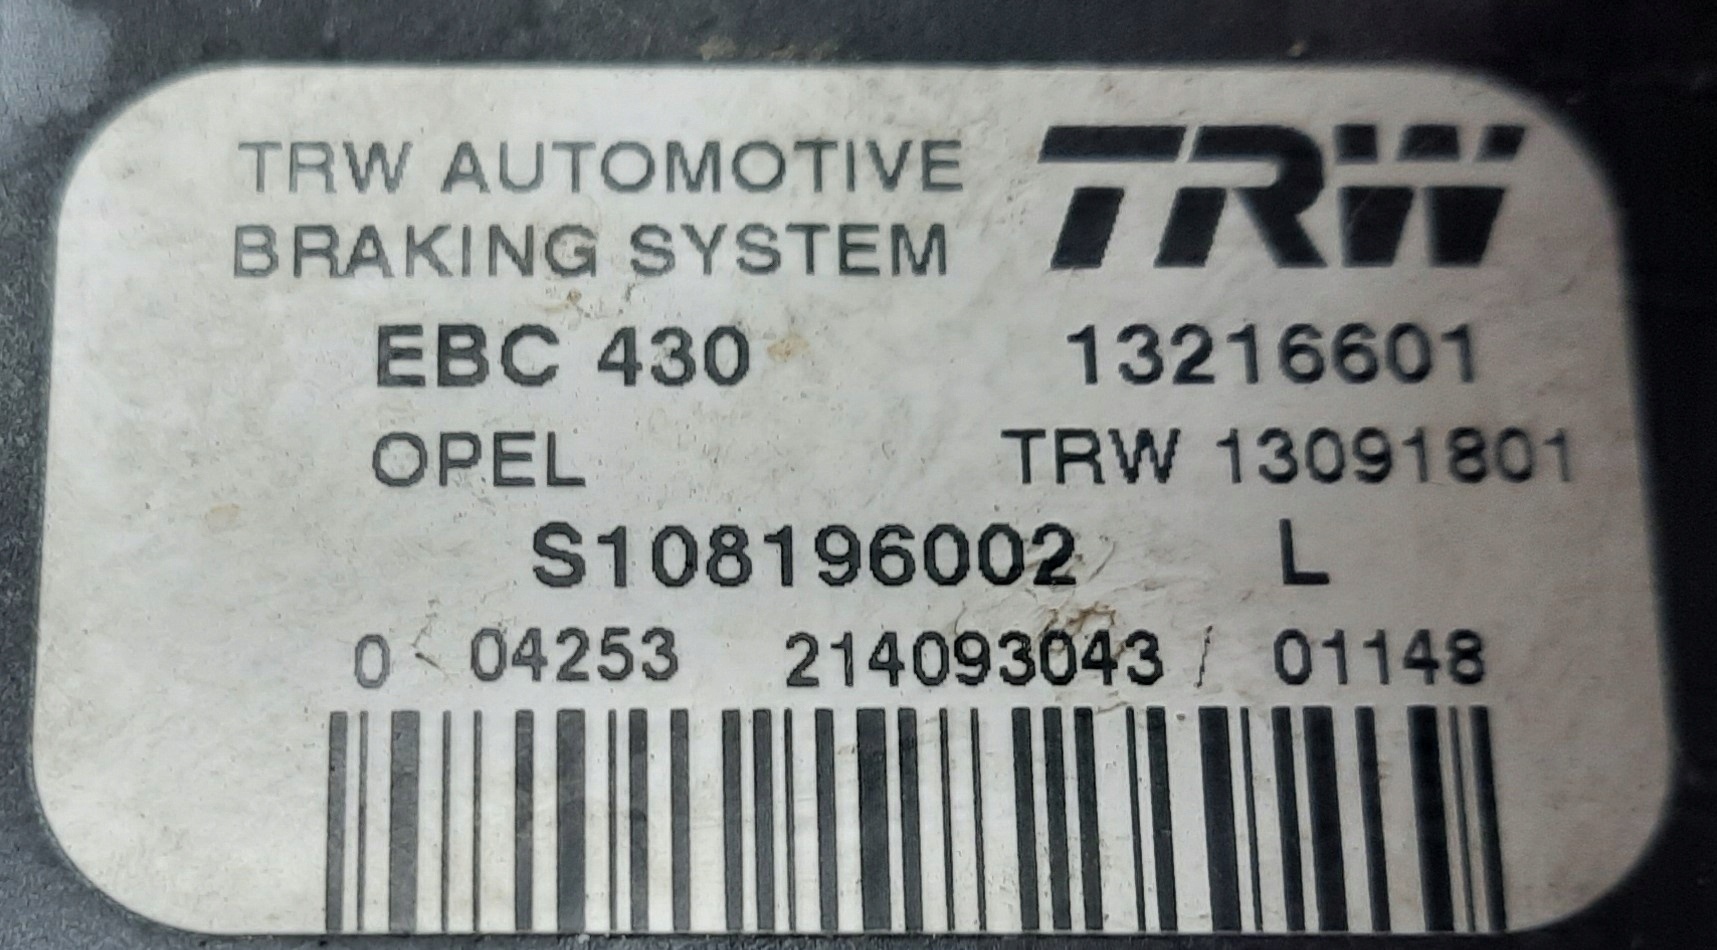 TRW AUTOMOTIVE
BRAKING SYSTEM
TRW
EBC 430 13216601
OPEL TRW 13091801
S108196002 L
0 04253 214093043 / 01148